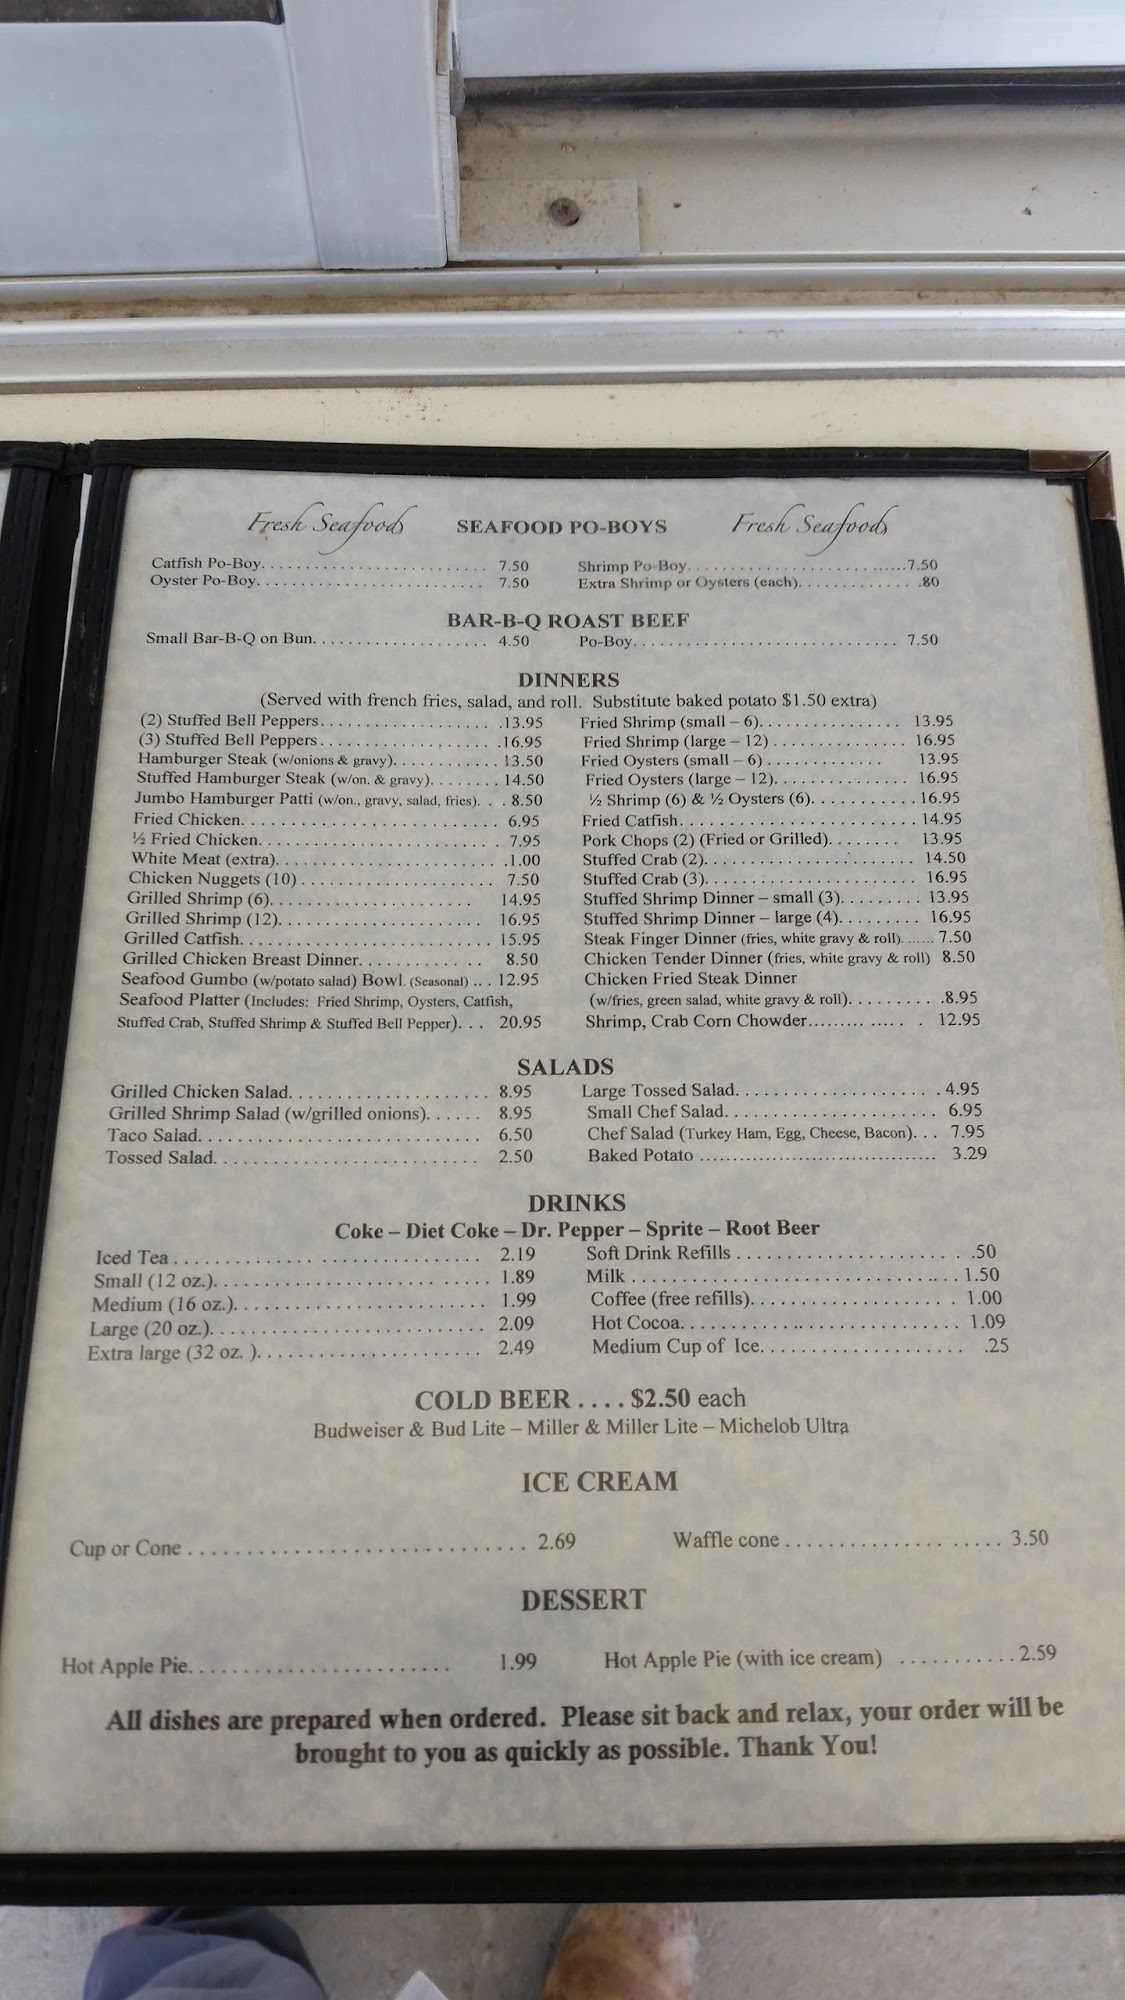 Fresh Seafoods SEAFOOD PO-BOYS Fresh Seafoods
Catfish Po-Boy. . . . . . . . . . . . . . . . . . . . . . . . 7.50 Shrimp Po-Boy. . . . . . . . . . . . . . . . . . . . . ......7.50
Oyster Po-Boy. . . . . . . . . . . . . . . . . . . . . . . . 7.50 Extra Shrimp or Oysters (each). . . . . . . . . . . . . .80
BAR-B-Q ROAST BEEF
Small Bar-B-Q on Bun. . . . . . . . . . . . . . . . . . . 4.50 Po-Boy. . . . . . . . . . . . . . . . . . . . . . . . . . . . 7.50
DINNERS
(Served with french fries, salad, and roll. Substitute baked potato $1.50 extra)
(2) Stuffed Bell Peppers. . . . . . . . . . . . . . . . . .13.95 Fried Shrimp (small – 6). . . . . . . . . . . . . . . 13.95
(3) Stuffed Bell Peppers. . . . . . . . . . . . . . . . . .16.95 Fried Shrimp (large – 12) . . . . . . . . . . . . . . 16.95
Hamburger Steak (w/onions & gravy). . . . . . . . . . 13.50 Fried Oysters (small – 6) . . . . . . . . . . . . . 13.95
Stuffed Hamburger Steak (w/on. & gravy). . . . . . . . 14.50 Fried Oysters (large – 12). . . . . . . . . . . . . . 16.95
Jumbo Hamburger Patti (w/on., gravy, salad, fries). . . 8.50 ½ Shrimp (6) & ½ Oysters (6). . . . . . . . . . . 16.95
Fried Chicken. . . . . . . . . . . . . . . . . . . . . . . . . . 6.95 Fried Catfish. . . . . . . . . . . . . . . . . . . . . . . . 14.95
½ Fried Chicken. . . . . . . . . . . . . . . . . . . . . . . . 7.95 Pork Chops (2) (Fried or Grilled). . . . . . . . 13.95
White Meat (extra). . . . . . . . . . . . . . . . . . . . . . .1.00 Stuffed Crab (2). . . . . . . . . . . . . . . . . . . . . 14.50
Chicken Nuggets (10) . . . . . . . . . . . . . . . . . . . . 7.50 Stuffed Crab (3). . . . . . . . . . . . . . . . . . . . . 16.95
Grilled Shrimp (6). . . . . . . . . . . . . . . . . . . . . 14.95 Stuffed Shrimp Dinner – small (3). . . . . . . . . 13.95
Grilled Shrimp (12). . . . . . . . . . . . . . . . . . . . . 16.95 Stuffed Shrimp Dinner – large (4). . . . . . . . . 16.95
Grilled Catfish. . . . . . . . . . . . . . . . . . . . . . . . . 15.95 Steak Finger Dinner (fries, white gravy & roll). ...... 7.50
Grilled Chicken Breast Dinner. . . . . . . . . . . . . 8.50 Chicken Tender Dinner (fries, white gravy & roll) 8.50
Seafood Gumbo (w/potato salad) Bowl. (Seasonal) .. . 12.95 Chicken Fried Steak Dinner
Seafood Platter (Includes: Fried Shrimp, Oysters, Catfish, (w/fries, green salad, white gravy & roll). . . . . . . . . .8.95
Stuffed Crab, Stuffed Shrimp & Stuffed Bell Pepper). . . 20.95 Shrimp, Crab Corn Chowder......... ..... . . 12.95
SALADS
Grilled Chicken Salad. . . . . . . . . . . . . . . . . . . . . 8.95 Large Tossed Salad. . . . . . . . . . . . . . . . . . . 4.95
Grilled Shrimp Salad (w/grilled onions). . . . . . 8.95 Small Chef Salad. . . . . . . . . . . . . . . . . . . . . 6.95
Taco Salad. . . . . . . . . . . . . . . . . . . . . . . . . . . 6.50 Chef Salad (Turkey Ham, Egg, Cheese, Bacon). . . 7.95
Tossed Salad. . . . . . . . . . . . . . . . . . . . . . . . . 2.50 Baked Potato ..................................... 3.29
DRINKS
Coke – Diet Coke – Dr. Pepper – Sprite – Root Beer
Iced Tea . . . . . . . . . . . . . . . . . . . . . . . . . . . 2.19 Soft Drink Refills . . . . . . . . . . . . . . . . . . . . .50
Small (12 oz.). . . . . . . . . . . . . . . . . . . . . . . . 1.89 Milk . . . . . . . . . . . . . . . . . . . . . . . . . . . .. . . 1.50
Medium (16 oz.). . . . . . . . . . . . . . . . . . . . . . 1.99 Coffee (free refills). . . . . . . . . . . . . . . . . . 1.00
Large (20 oz.). . . . . . . . . . . . . . . . . . . . . . . . 2.09 Hot Cocoa. . . . . . . . . . . . . . . . . . . . . . . . . 1.09
Extra large (32 oz. ). . . . . . . . . . . . . . . . . . . . 2.49 Medium Cup of Ice. . . . . . . . . . . . . . . . . . .25
COLD BEER . . . . $2.50 each
Budweiser & Bud Lite – Miller & Miller Lite – Michelob Ultra
ICE CREAM
Cup or Cone . . . . . . . . . . . . . . . . . . . . . . . . . . . . . 2.69 Waffle cone . . . . . . . . . . . . . . . . . . . 3.50
DESSERT
Hot Apple Pie. . . . . . . . . . . . . . . . . . . . . . . 1.99 Hot Apple Pie (with ice cream) . . . . . . . . . . . 2.59
All dishes are prepared when ordered. Please sit back and relax, your order will be
brought to you as quickly as possible. Thank You!